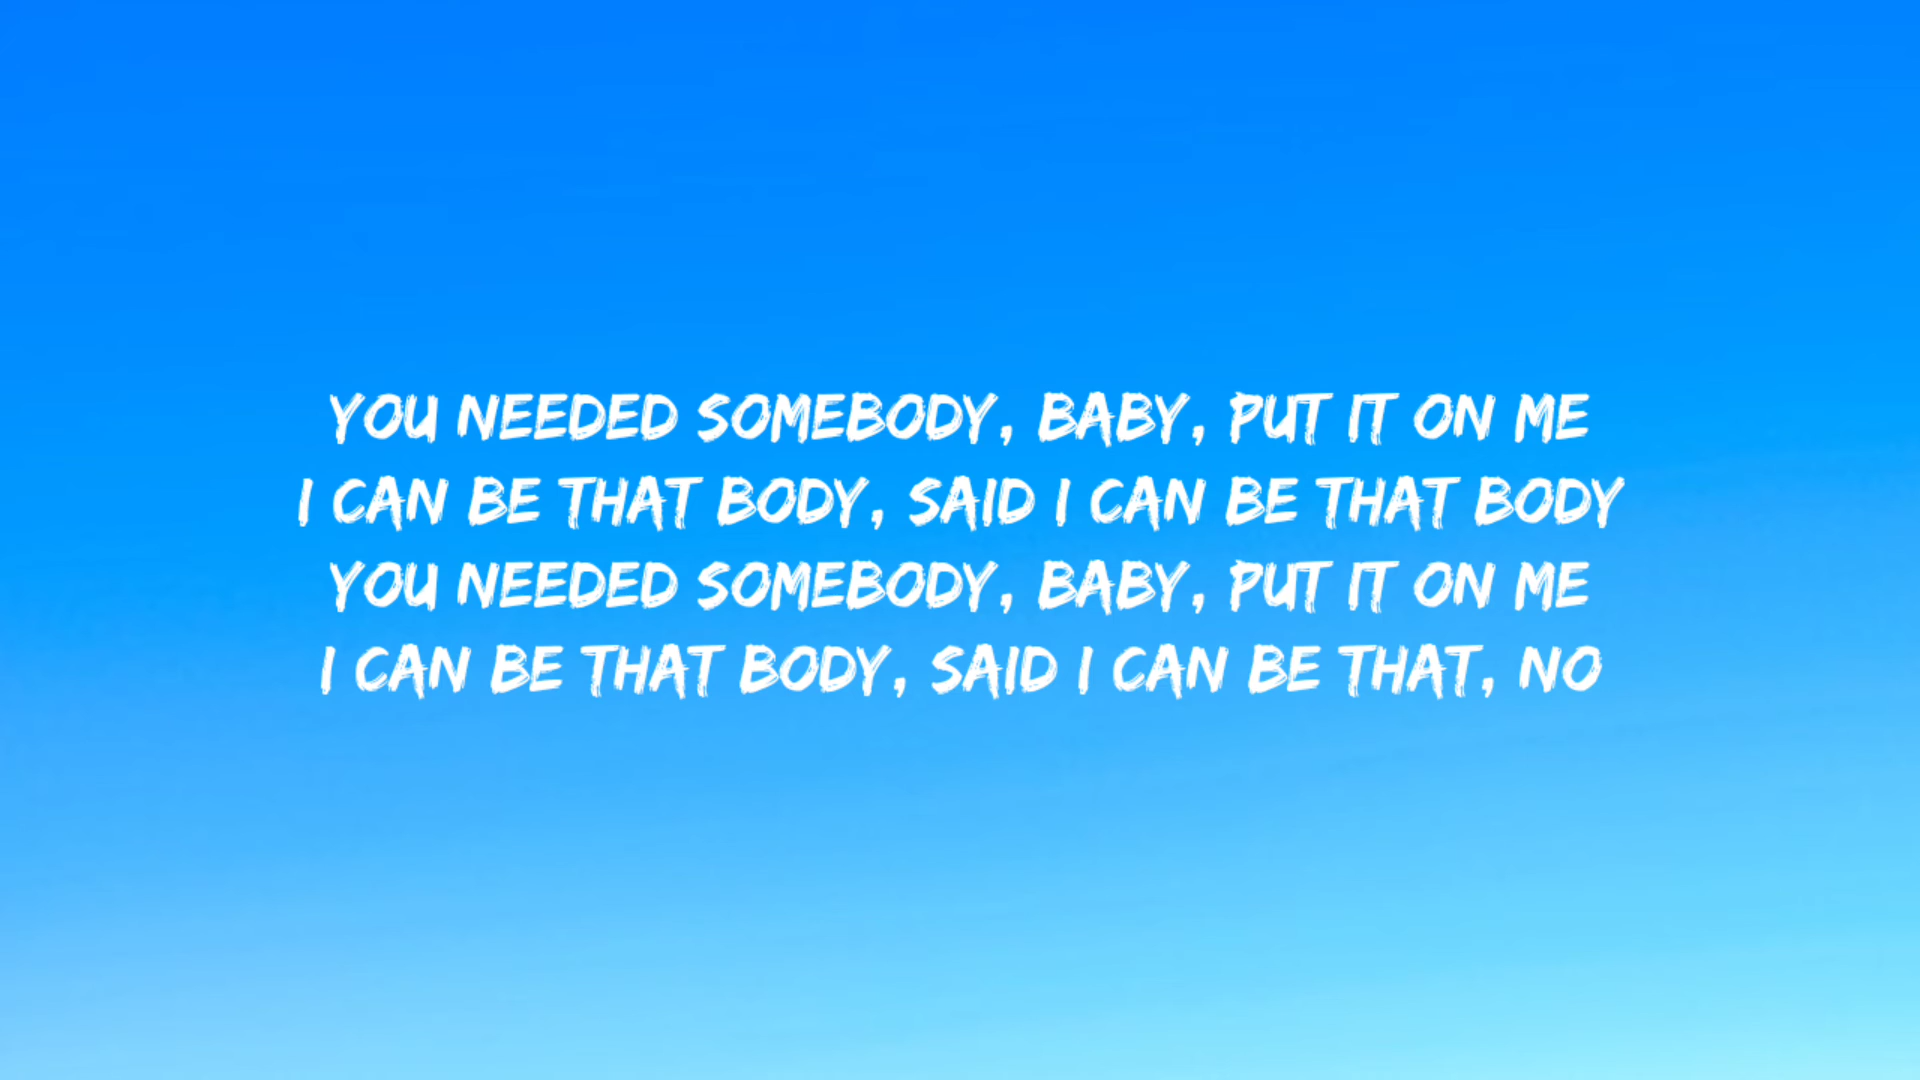 YOU NEEDED SOMEBODY, BABY, PUT IT ON ME
I CAN BE THAT BODY, SAID I CAN BE THAT BODY
YOU NEEDED SOMEBODY, BABY, PUT IT ON ME
I CAN BE THAT BODY, SAID I CAN BE THAT, NO